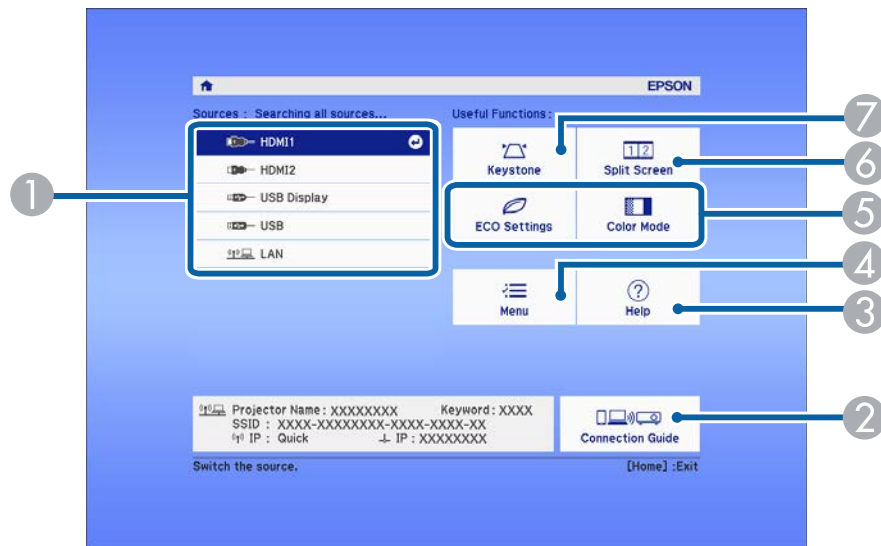 EPSON
Sources : Searching all sources...
Useful Functions :
HDMI1
HDMI2
USB Display
USB
LAN
Keystone
1 2
Split Screen
ECO Settings
Color Mode
Menu
?
Help
Projector Name : XXXXXXXX Keyword : XXXX
SSID : XXXX-XXXXXXXX-XXXX-XXXX-XX
IP : Quick IP : XXXXXXXX
Connection Guide
Switch the source.
[Home] :Exit
1
7
6
5
4
3
2